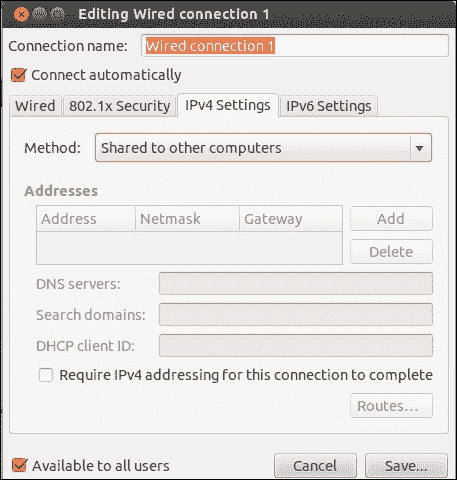 Editing Wired connection 1
Connection name: Wired connection 1
Connect automatically
Wired 802.1x Security IPv4 Settings IPv6 Settings
Method: Shared to other computers
Addresses
Address Netmask Gateway Add
Delete
DNS servers:
Search domains:
DHCP client ID:
Require IPv4 addressing for this connection to complete
Routes...
Available to all users Cancel Save...